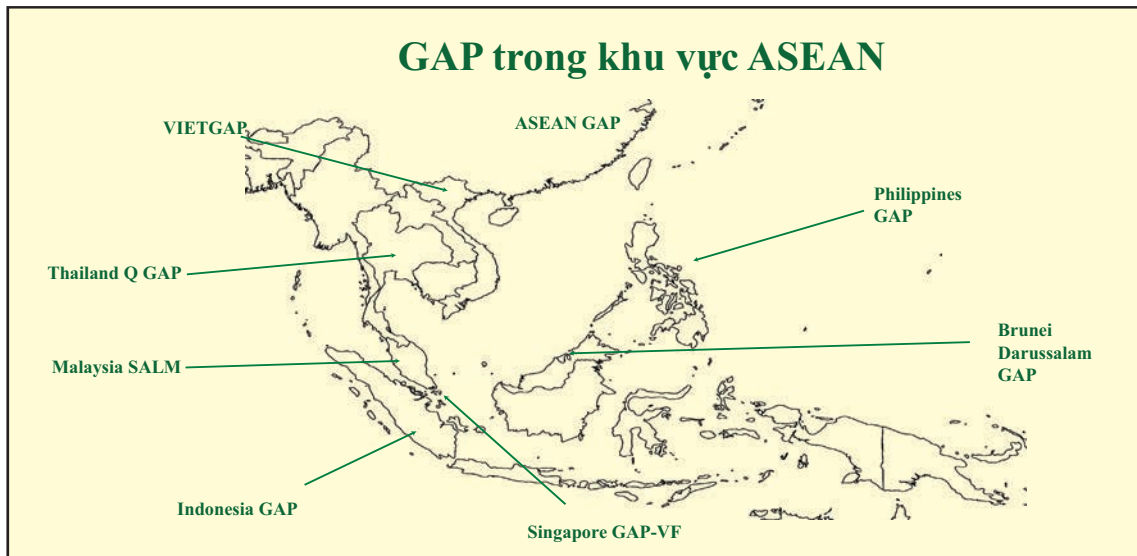 GAP trong khu vực ASEAN
VIETGAP
ASEAN GAP
Philippines
GAP
Thailand Q GAP
Brunei
Darussalam
GAP
Malaysia SALM
Indonesia GAP
Singapore GAP-VF